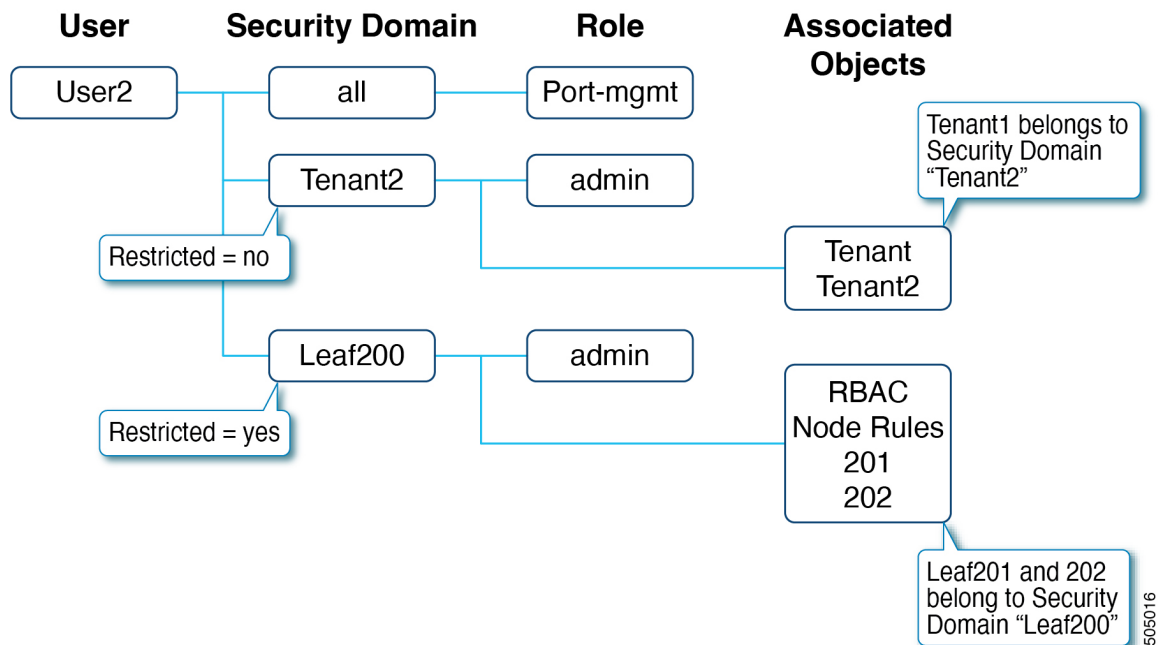 User
Security Domain
Role
Associated
Objects
User2
all
Port-mgmt
Tenant1 belongs to
Security Domain
“Tenant2”
Tenant2
admin
Restricted = no
Tenant
Tenant2
Leaf200
admin
Restricted = yes
RBAC
Node Rules
201
202
Leaf201 and 202
belong to Security
Domain “Leaf200”
505016